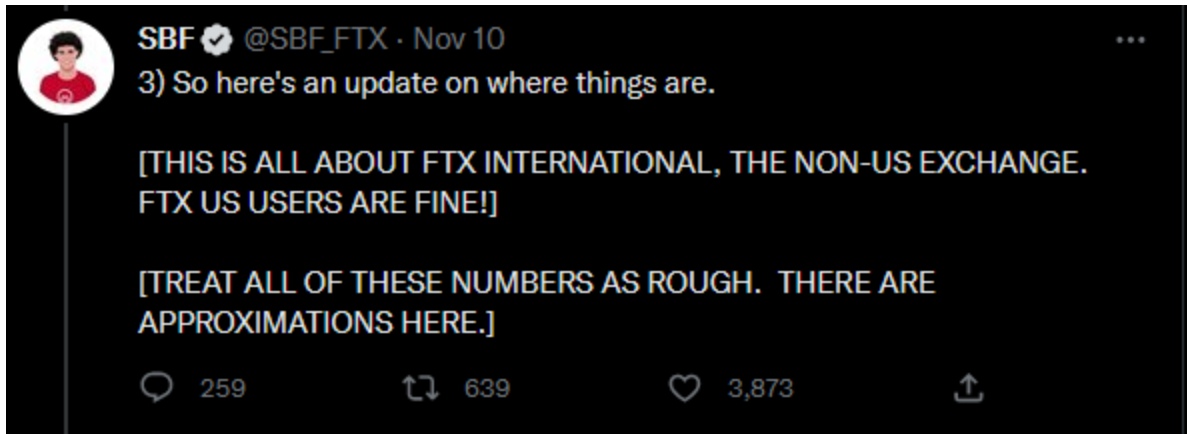 SBF @SBF_FTX · Nov 10
3) So here's an update on where things are.
[THIS IS ALL ABOUT FTX INTERNATIONAL, THE NON-US EXCHANGE.
FTX US USERS ARE FINE!]
[TREAT ALL OF THESE NUMBERS AS ROUGH.  THERE ARE
APPROXIMATIONS HERE.]
259 639 3,873